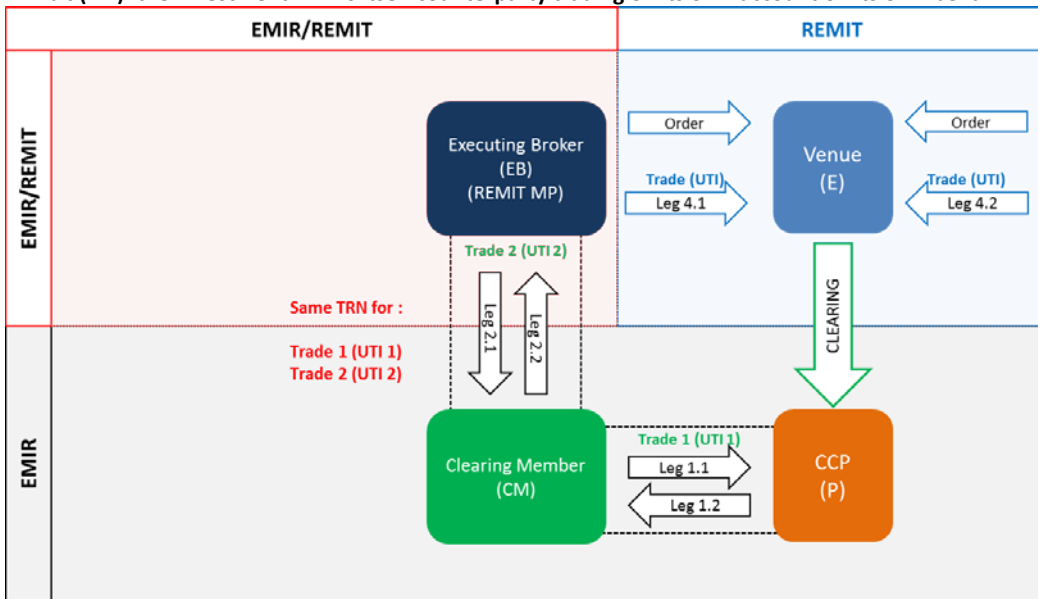 EMIR/REMIT
REMIT
EMIR/REMIT
Executing Broker
(EB)
(REMIT MP)
Order
Venue
(E)
Order
Trade (UTI)
Leg 4.1
Trade (UTI)
Leg 4.2
Trade 2 (UTI 2)
Leg 2.1
Leg 2.2
CLEARING
Same TRN for :
Trade 1 (UTI 1)
Trade 2 (UTI 2)
EMIR
Clearing Member
(CM)
Trade 1 (UTI 1)
Leg 1.1
Leg 1.2
CCP
(P)